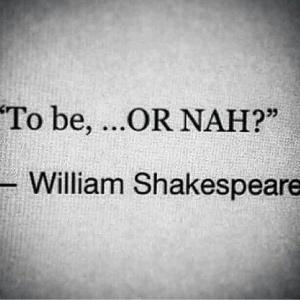 “To be, ...OR NAH?”
– William Shakespeare